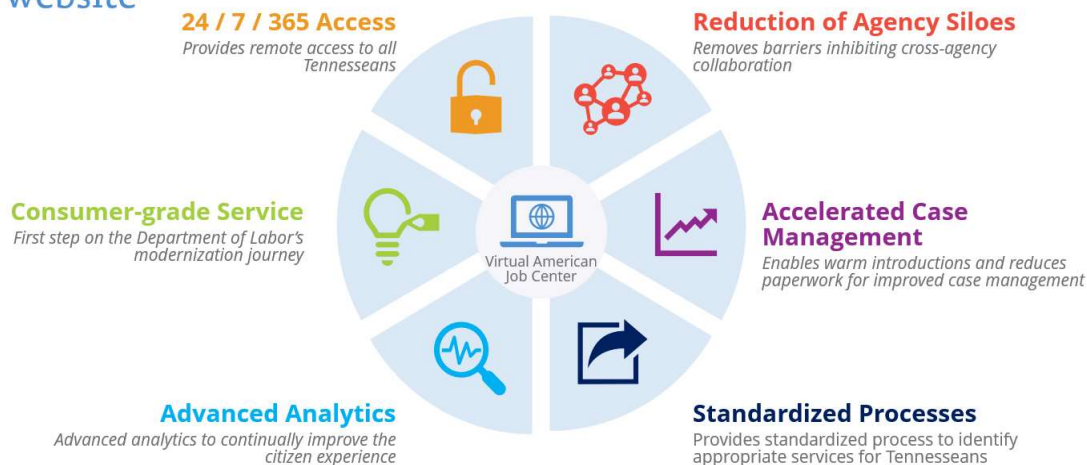 website
24 / 7 / 365 Access
Provides remote access to all
Tennesseans
Reduction of Agency Siloes
Removes barriers inhibiting cross-agency
collaboration
Consumer-grade Service
First step on the Department of Labor’s
modernization journey
Virtual American
Job Center
Accelerated Case
Management
Enables warm introductions and reduces
paperwork for improved case management
Advanced Analytics
Advanced analytics to continually improve the
citizen experience
Standardized Processes
Provides standardized process to identify
appropriate services for Tennesseans